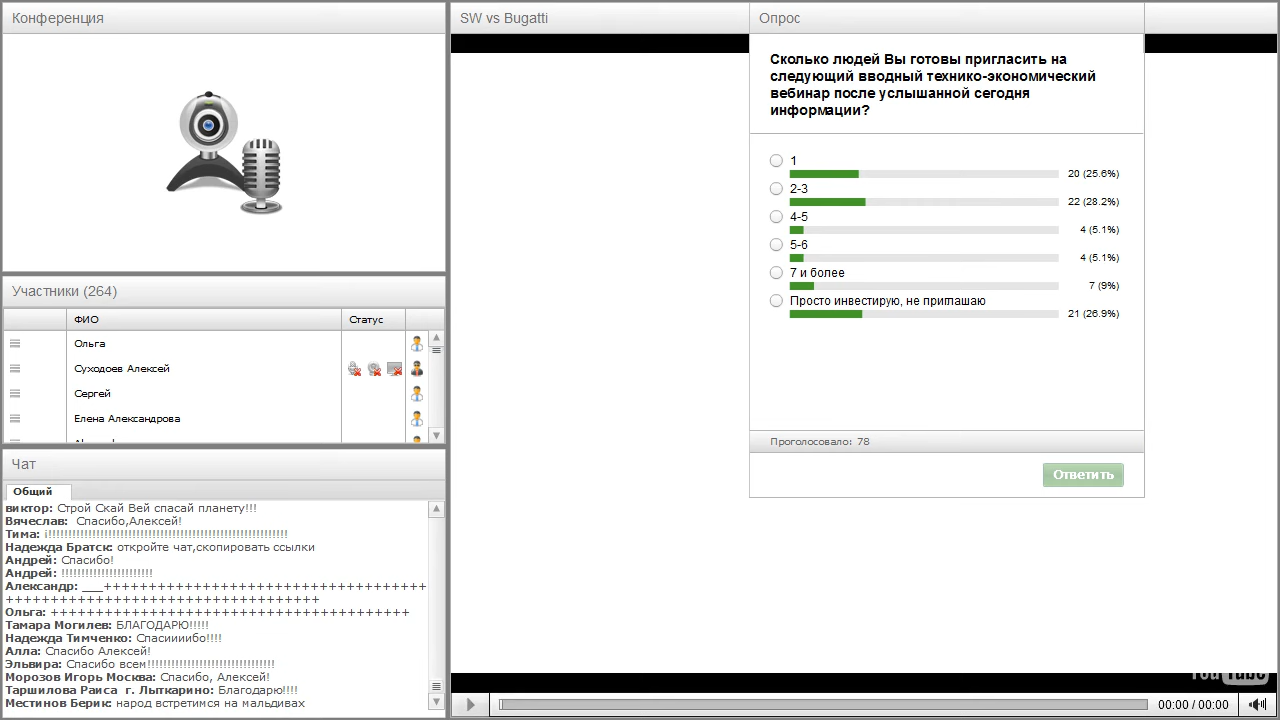 Конференция
SW vs Bugatti
Опрос
Сколько людей Вы готовы пригласить на
следующий вводный технико-экономический
вебинар после услышанной сегодня
информации?
1
20 (25.6%)
2-3
22 (28.2%)
4-5
4 (5.1%)
5-6
4 (5.1%)
7 и более
7 (9%)
Просто инвестирую, не приглашаю
21 (26.9%)
Проголосовало: 78
Ответить
Участники (264)
ФИО Статус
Ольга
Суходоев Алексей
Сергей
Елена Александрова
Чат
Общий
виктор: Строй Скай Вей спасай планету!!!
Вячеслав: Спасибо,Алексей!
Тима: ¡!!!!!!!!!!!!!!!!!!!!!!!!!!!!!!!!!!!!!!!!!!!!!!!!!!!!!!!!!!!
Надежда Братск: откройте чат,скопировать ссылки
Андрей: Спасибо!
Андрей: !!!!!!!!!!!!!!!!!!!!!!!
Александр: ___++++++++++++++++++++++++++++++++++++
++++++++++++++++++++++++++++++++
Ольга: ++++++++++++++++++++++++++++++++++++++++
Тамара Могилев: БЛАГОДАРЮ!!!!!
Надежда Тимченко: Спасиииибо!!!!
Алла: Спасибо Алексей!
Эльвира: Спасибо всем!!!!!!!!!!!!!!!!!!!!!!!!!!!!!!!!
Морозов Игорь Москва: Спасибо, Алексей!
Таршилова Раиса г. Лыткарино: Благодарю!!!!
Местинов Берик: народ встретимся на мальдивах
YouTube
00:00 / 00:00